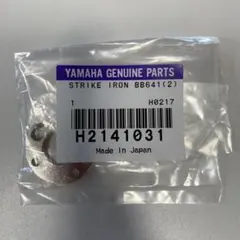 YAMAHA GENUINE PARTS
STRIKE IRON BB641(2)
1 H0217
H2141031
Made in Japan